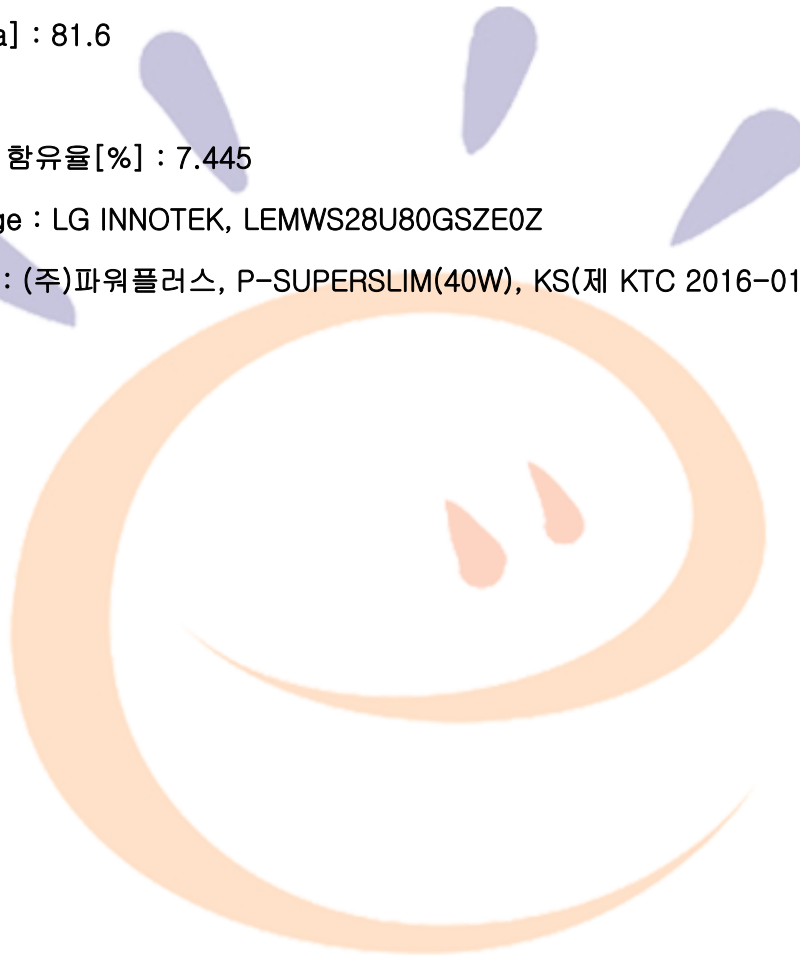 a] : 81.6
함유율[%] : 7.445
ge : LG INNOTEK, LEMWS28U80GSZE0Z
: (주)파워플러스, P-SUPERSLIM(40W), KS(제 KTC 2016-01